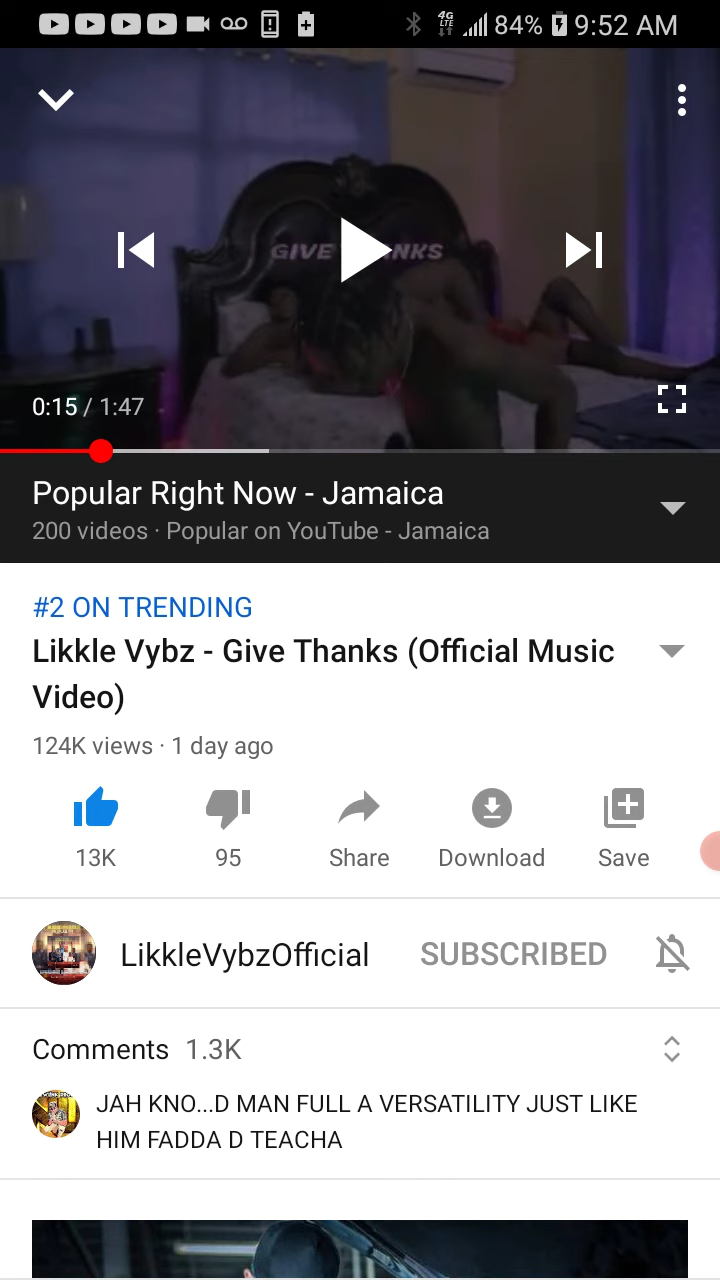 4G
LTE
84%
9:52 AM
GIVE
NKS
0:15 / 1:47
Popular Right Now - Jamaica
200 videos · Popular on YouTube - Jamaica
#2 ON TRENDING
Likkle Vybz - Give Thanks (Official Music
Video)
124K views · 1 day ago
13K
95
Share
Download
Save
LikkleVybzOfficial
SUBSCRIBED
Comments 1.3K
JAH KNO...D MAN FULL A VERSATILITY JUST LIKE
HIM FADDA D TEACHA